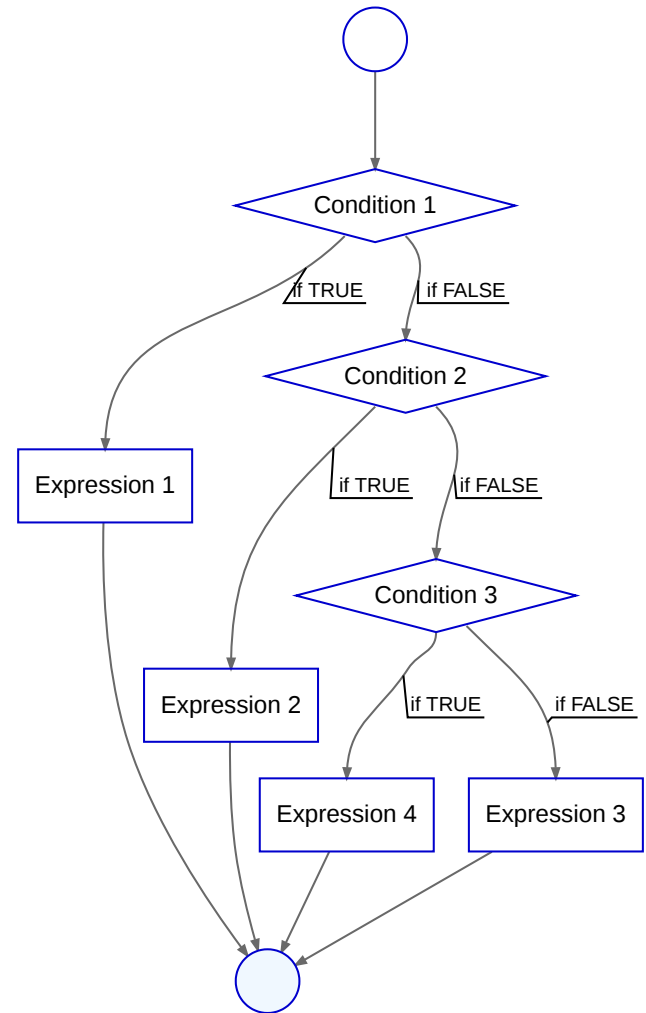 Condition 1
if TRUE
if FALSE
Condition 2
Expression 1
if TRUE
if FALSE
Condition 3
Expression 2
if TRUE
if FALSE
Expression 4
Expression 3